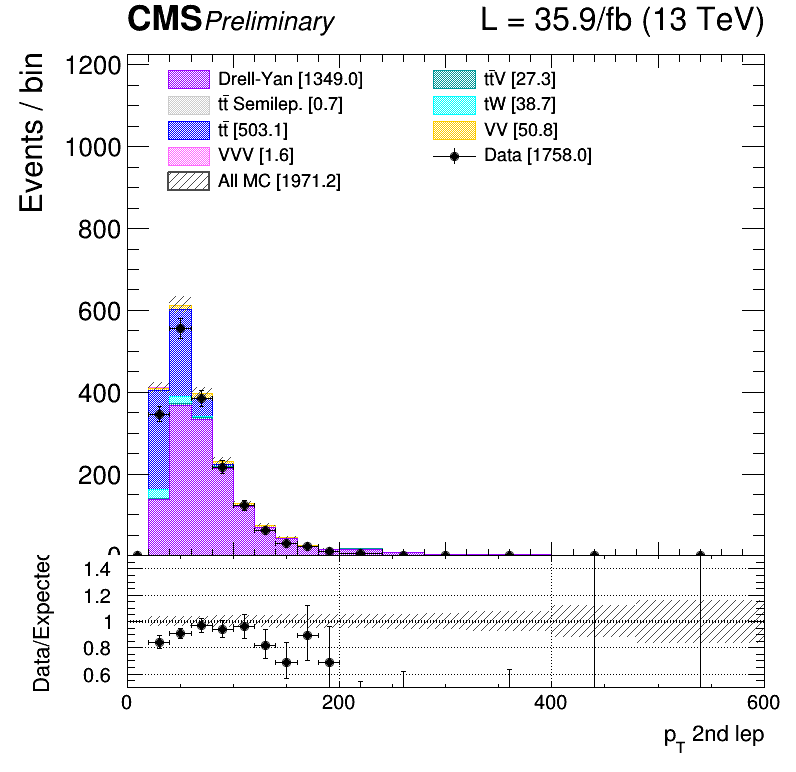 CMS Preliminary L = 35.9/fb (13 TeV)
Events / bin
1200
1000
800
600
400
200
0
Drell-Yan [1349.0]
tt̄ Semilep. [0.7]
tt̄ [503.1]
VVV [1.6]
All MC [1971.2]
tt̄V [27.3]
tW [38.7]
VV [50.8]
Data [1758.0]
Data/Expected
1.4
1.2
1
0.8
0.6
0 200 400 600
p_T 2nd lep